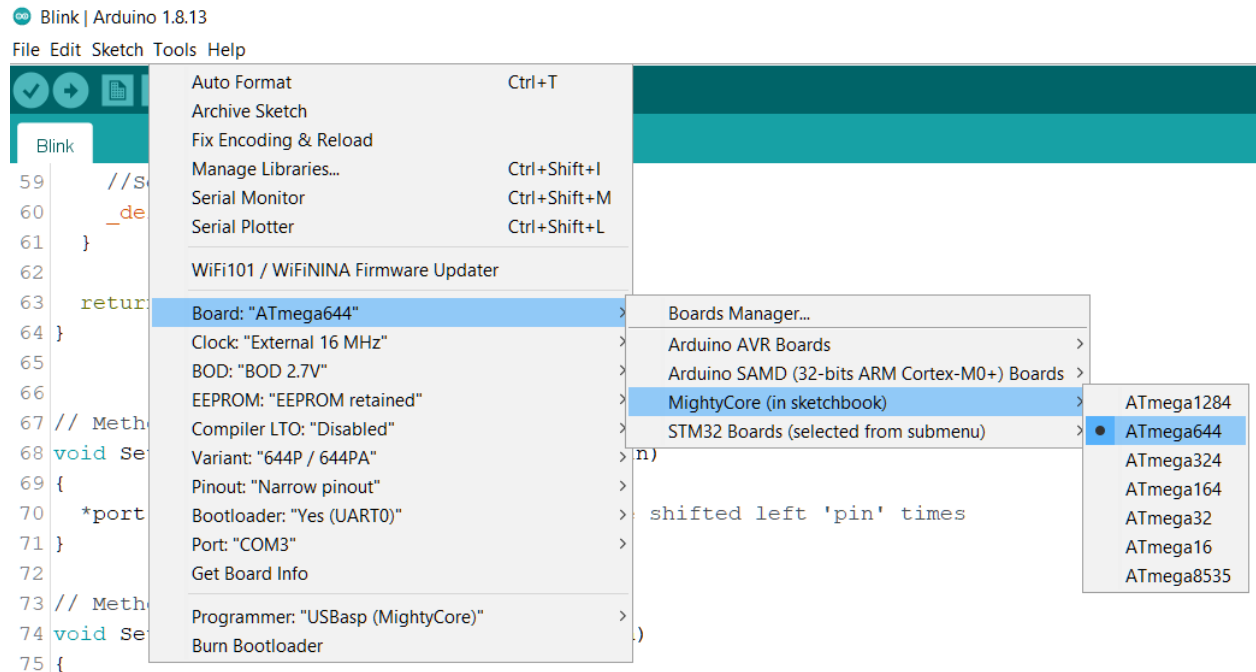 Blink | Arduino 1.8.13
File Edit Sketch Tools Help
Auto Format Ctrl+T
Archive Sketch
Fix Encoding & Reload
Manage Libraries... Ctrl+Shift+I
Serial Monitor Ctrl+Shift+M
Serial Plotter Ctrl+Shift+L
WiFi101 / WiFiNINA Firmware Updater
Board: "ATmega644"
Clock: "External 16 MHz"
BOD: "BOD 2.7V"
EEPROM: "EEPROM retained"
Compiler LTO: "Disabled"
Variant: "644P / 644PA"
Pinout: "Narrow pinout"
Bootloader: "Yes (UART0)"
Port: "COM3"
Get Board Info
Programmer: "USBasp (MightyCore)"
Burn Bootloader
Boards Manager...
Arduino AVR Boards
Arduino SAMD (32-bits ARM Cortex-M0+) Boards
MightyCore (in sketchbook)
STM32 Boards (selected from submenu)
ATmega1284
ATmega644
ATmega324
ATmega164
ATmega32
ATmega16
ATmega8535
Blink
59 //S
60 _de
61 }
62
63 retur
64 }
65
66
67 // Meth
68 void Se n)
69 {
70 *port shifted left 'pin' times
71 }
72
73 // Meth
74 void Se )
75 {